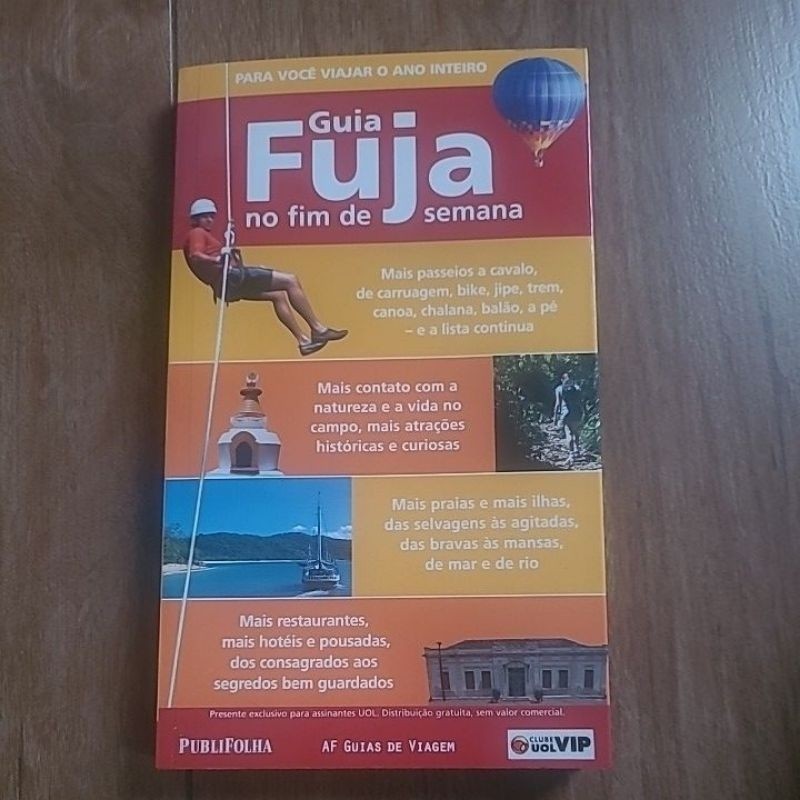 PARA VOCÊ VIAJAR O ANO INTEIRO
Guia
Fuja
no fim de semana
Mais passeios a cavalo,
de carruagem, bike, jipe, trem,
canoa, chalana, balão, a pé
– e a lista continua
Mais contato com a
natureza e a vida no
campo, mais atrações
históricas e curiosas
Mais praias e mais ilhas,
das selvagens às agitadas,
das bravas às mansas,
de mar e de rio
Mais restaurantes,
mais hotéis e pousadas,
dos consagrados aos
segredos bem guardados
Presente exclusivo para assinantes UOL. Distribuição gratuita, sem valor comercial.
PUBLIFOLHA
AF GUIAS DE VIAGEM
CLUBE
UOL VIP